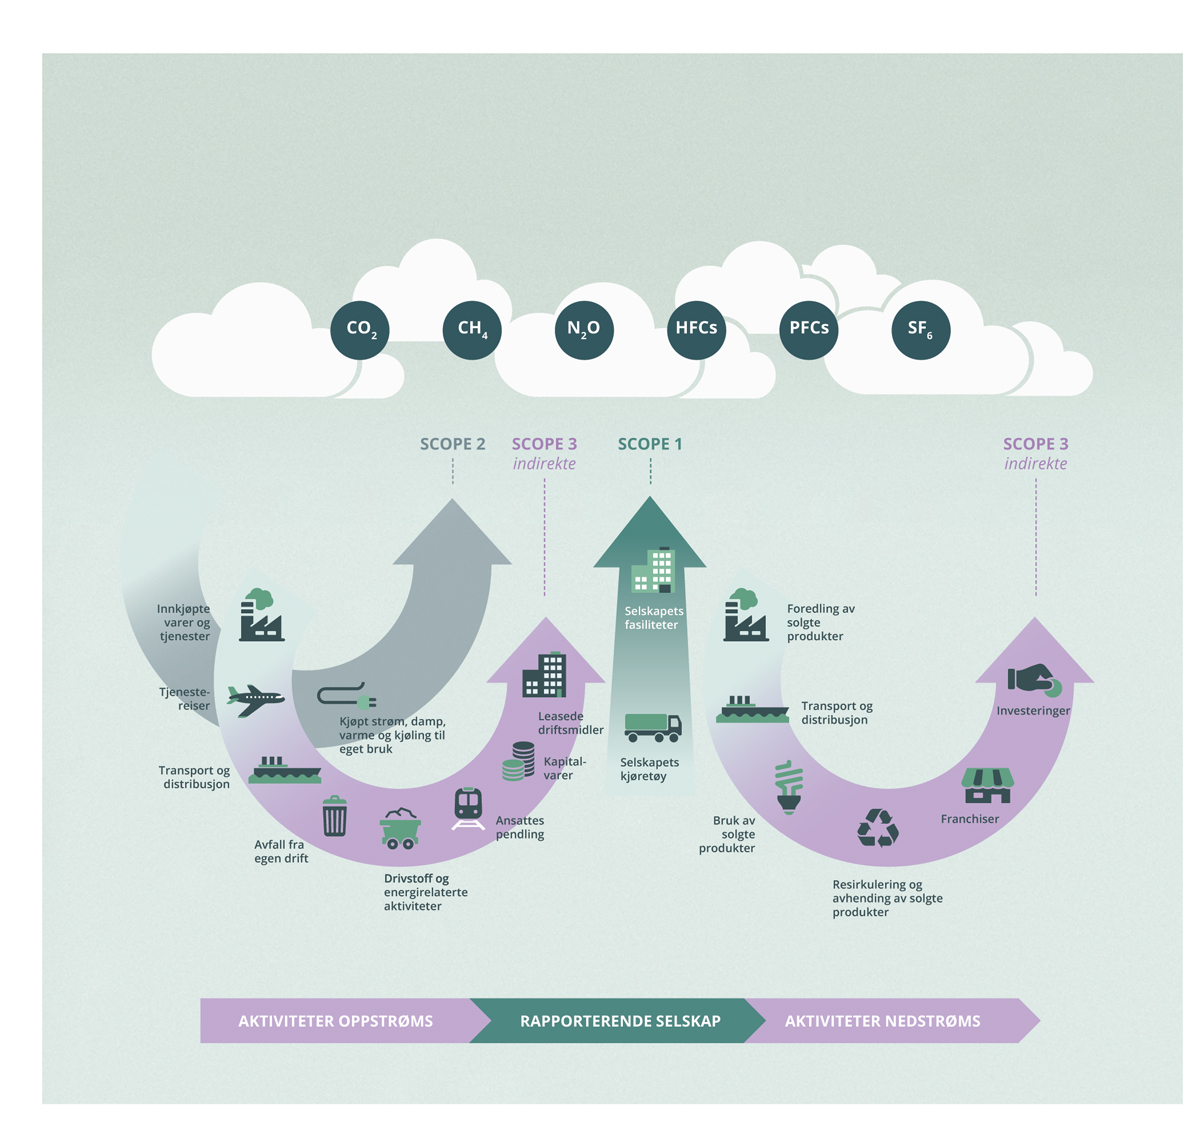 CO2
CH4
N2O
HFCs
PFCs
SF6
SCOPE 2
SCOPE 3
indirekte
SCOPE 1
SCOPE 3
indirekte
Innkjøpte
varer og
tjenester
Tjeneste-
reiser
Transport og
distribusjon
Avfall fra
egen drift
Drivstoff og
energirelaterte
aktiviteter
Ansattes
pendling
Kapital-
varer
Leasede
driftsmidler
Kjøpt strøm, damp,
varme og kjøling til
eget bruk
Selskapets
fasiliteter
Selskapets
kjøretøy
Foredling av
solgte
produkter
Transport og
distribusjon
Bruk av
solgte
produkter
Resirkulering og
avhending av solgte
produkter
Franchiser
Investeringer
AKTIVITETER OPPSTRØMS
RAPPORTERENDE SELSKAP
AKTIVITETER NEDSTRØMS